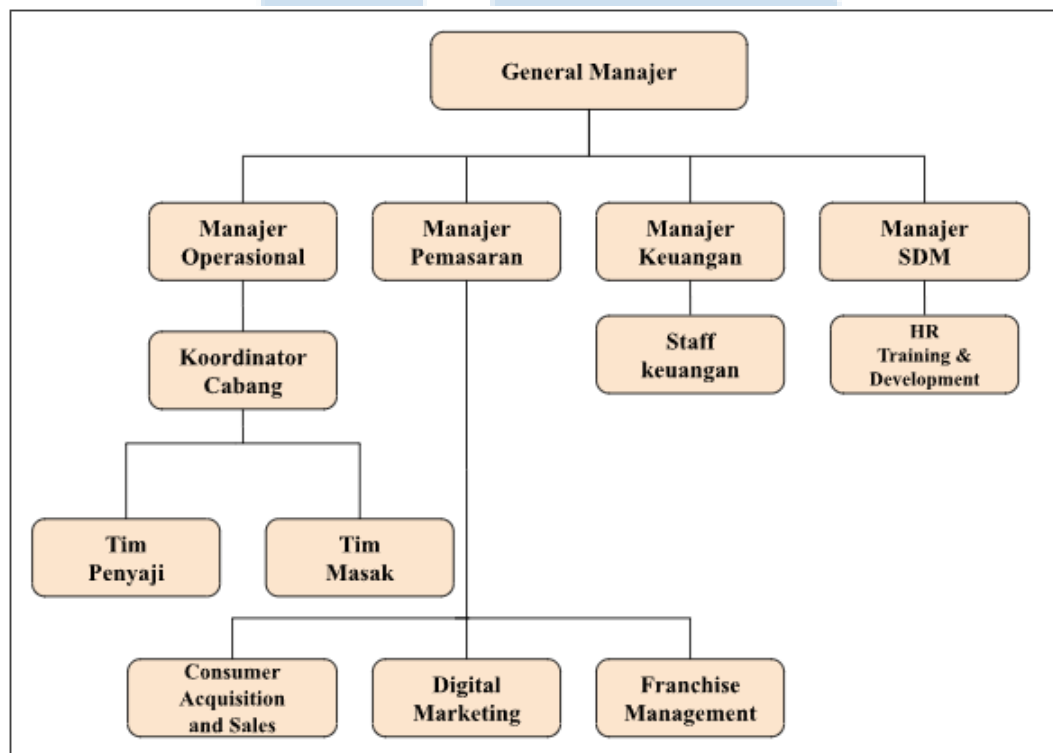 General Manajer
Manajer
Operasional
Manajer
Pemasaran
Manajer
Keuangan
Manajer
SDM
Koordinator
Cabang
Staff
keuangan
HR
Training &
Development
Tim
Penyaji
Tim
Masak
Consumer
Acquisition
and Sales
Digital
Marketing
Franchise
Management